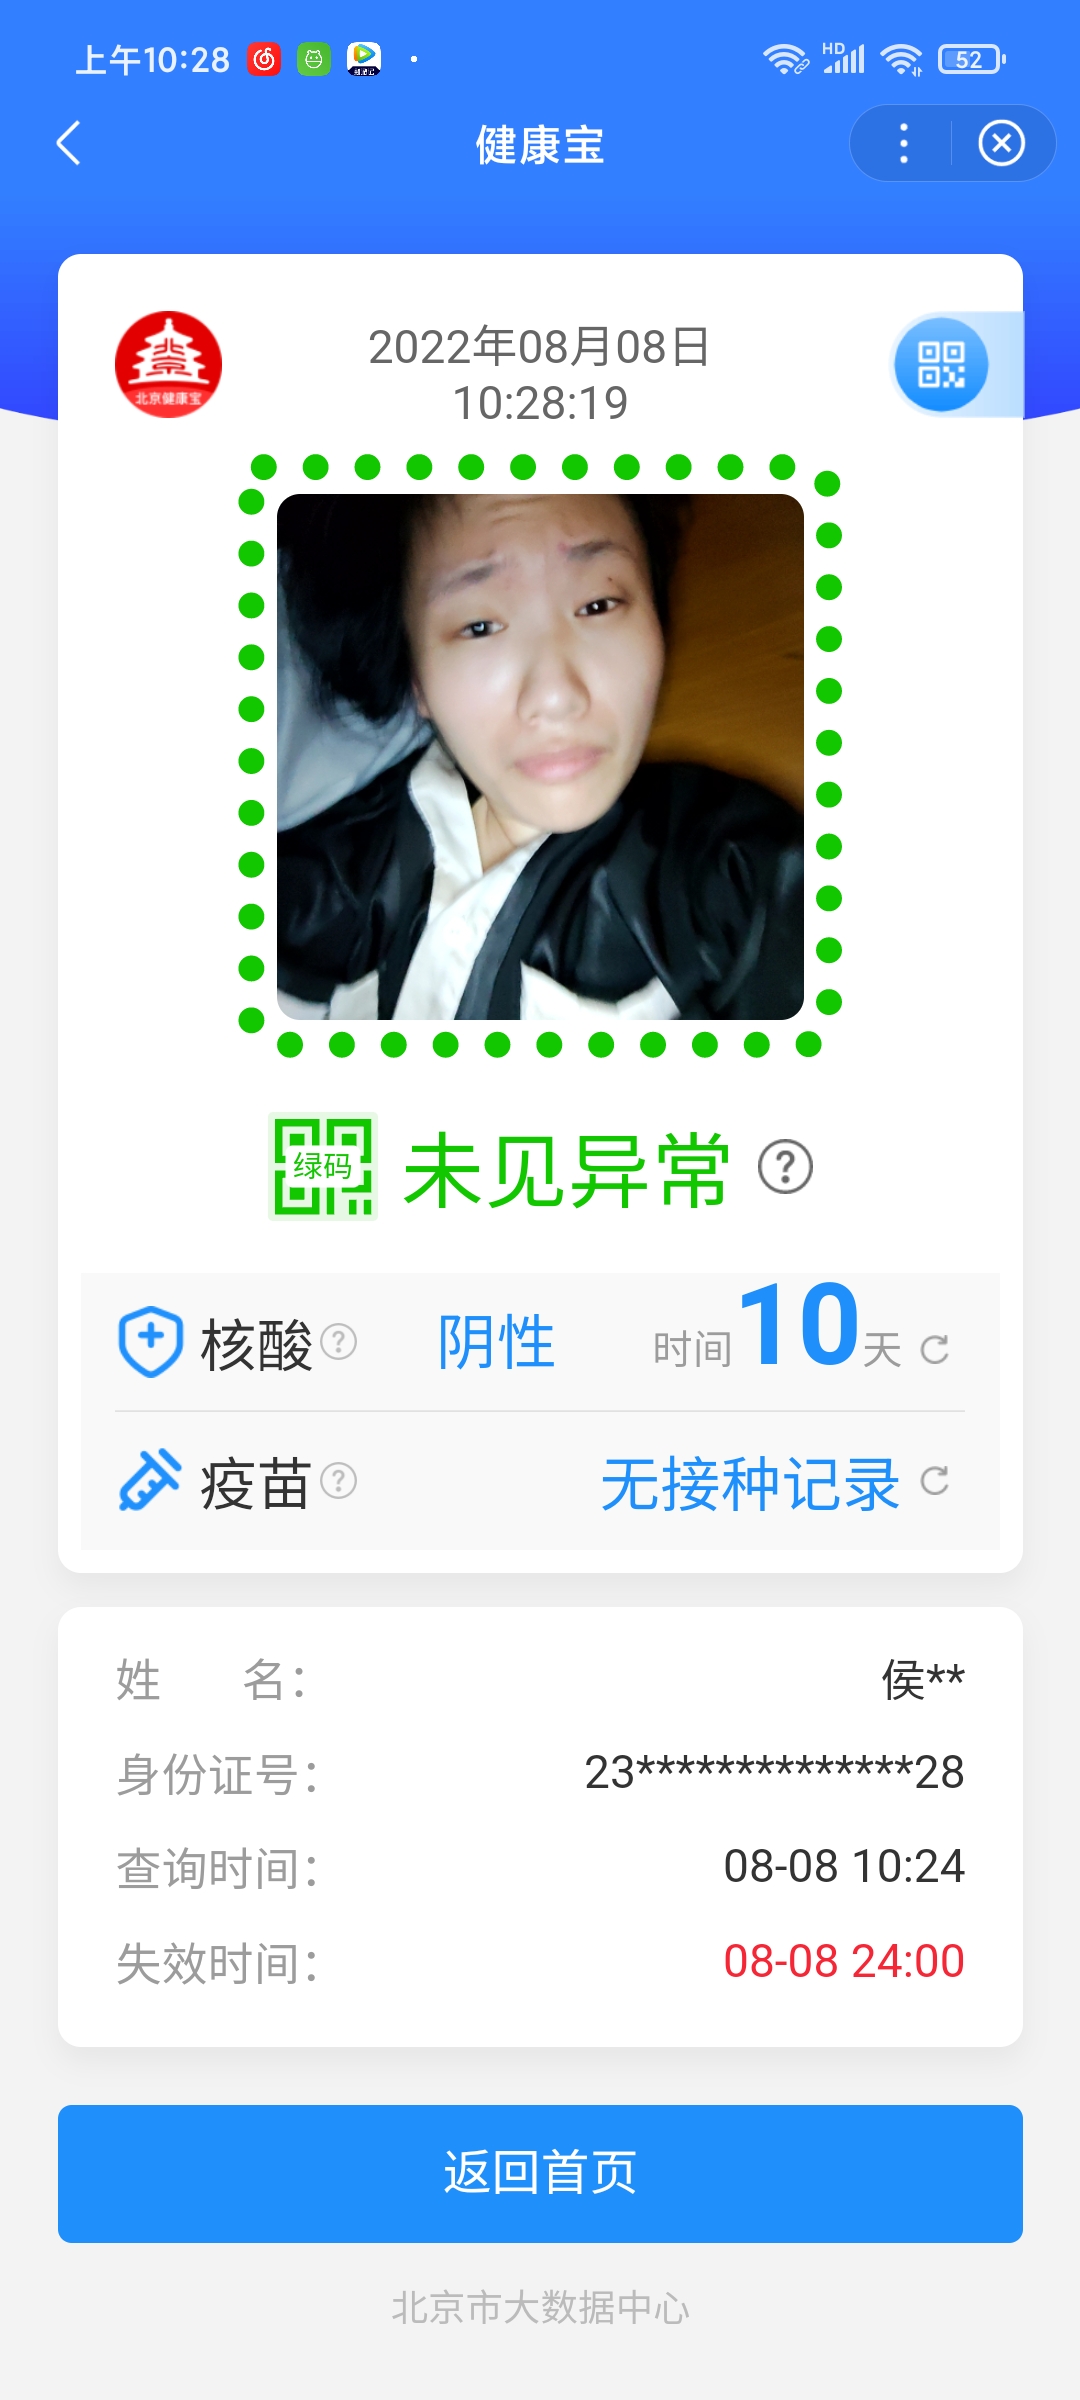 上午10:28
HD
52
健康宝
北京健康宝
2022年08月08日
10:28:19
绿码
未见异常 ?
核酸 ? 阴性 时间 10 天
疫苗 ? 无接种记录
姓 名： 侯**
身份证号： 23**************28
查询时间： 08-08 10:24
失效时间： 08-08 24:00
返回首页
北京市大数据中心